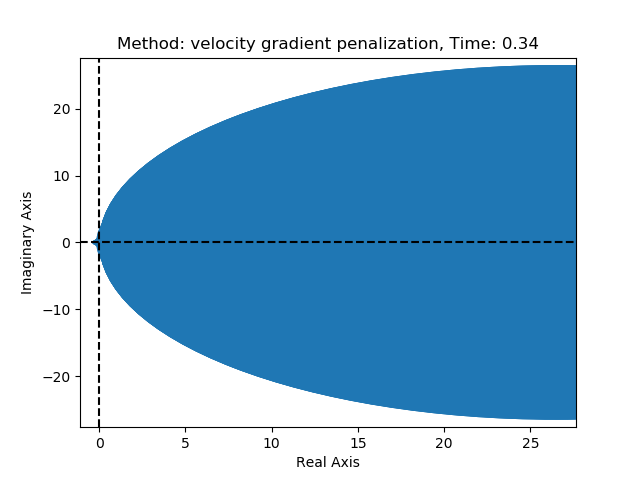 Method: velocity gradient penalization, Time: 0.34
Imaginary Axis
20
10
0
−10
−20
0 5 10 15 20 25
Real Axis